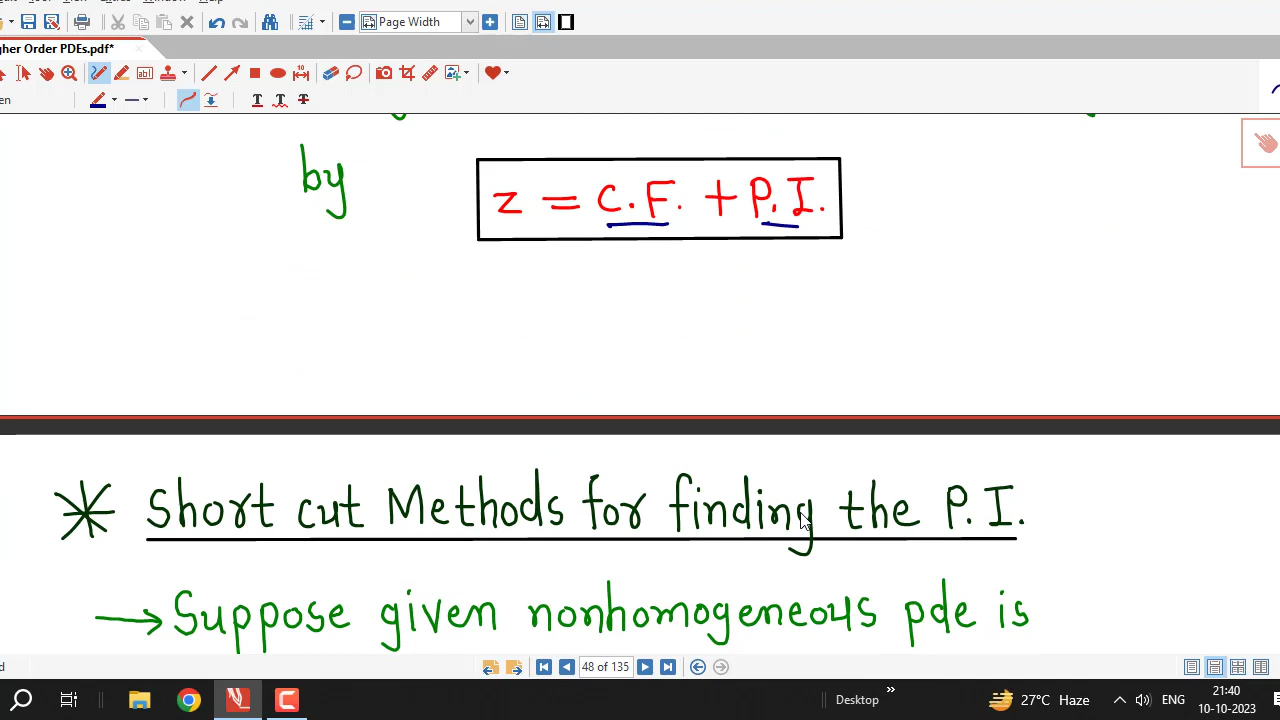 Page Width
gher Order PDEs.pdf*
by
z = C.F. + P.I.
* Short cut Methods for finding the P.I.
→ Suppose given nonhomogeneous pde is
48 of 135
Desktop
27°C Haze
ENG
21:40
10-10-2023